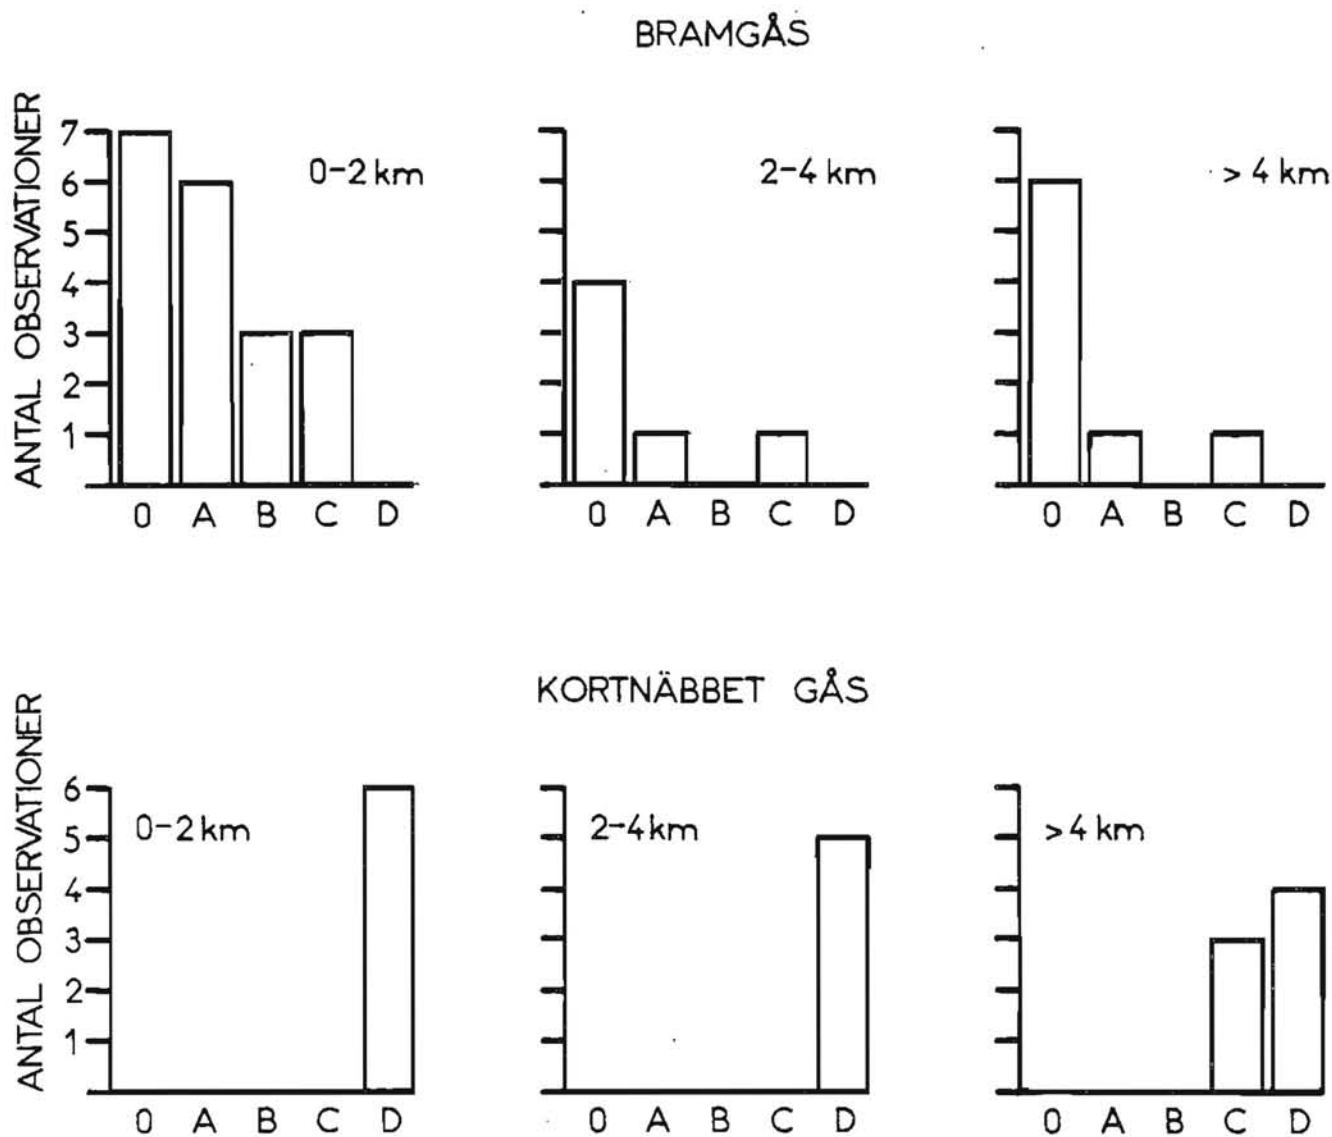 BRAMGÅS
ANTAL OBSERVATIONER
7
6
5
4
3
2
1
0-2 km
0 A B C D
2-4 km
0 A B C D
> 4 km
0 A B C D
KORTNÄBBET GÅS
ANTAL OBSERVATIONER
6
5
4
3
2
1
0-2 km
0 A B C D
2-4 km
0 A B C D
> 4 km
0 A B C D